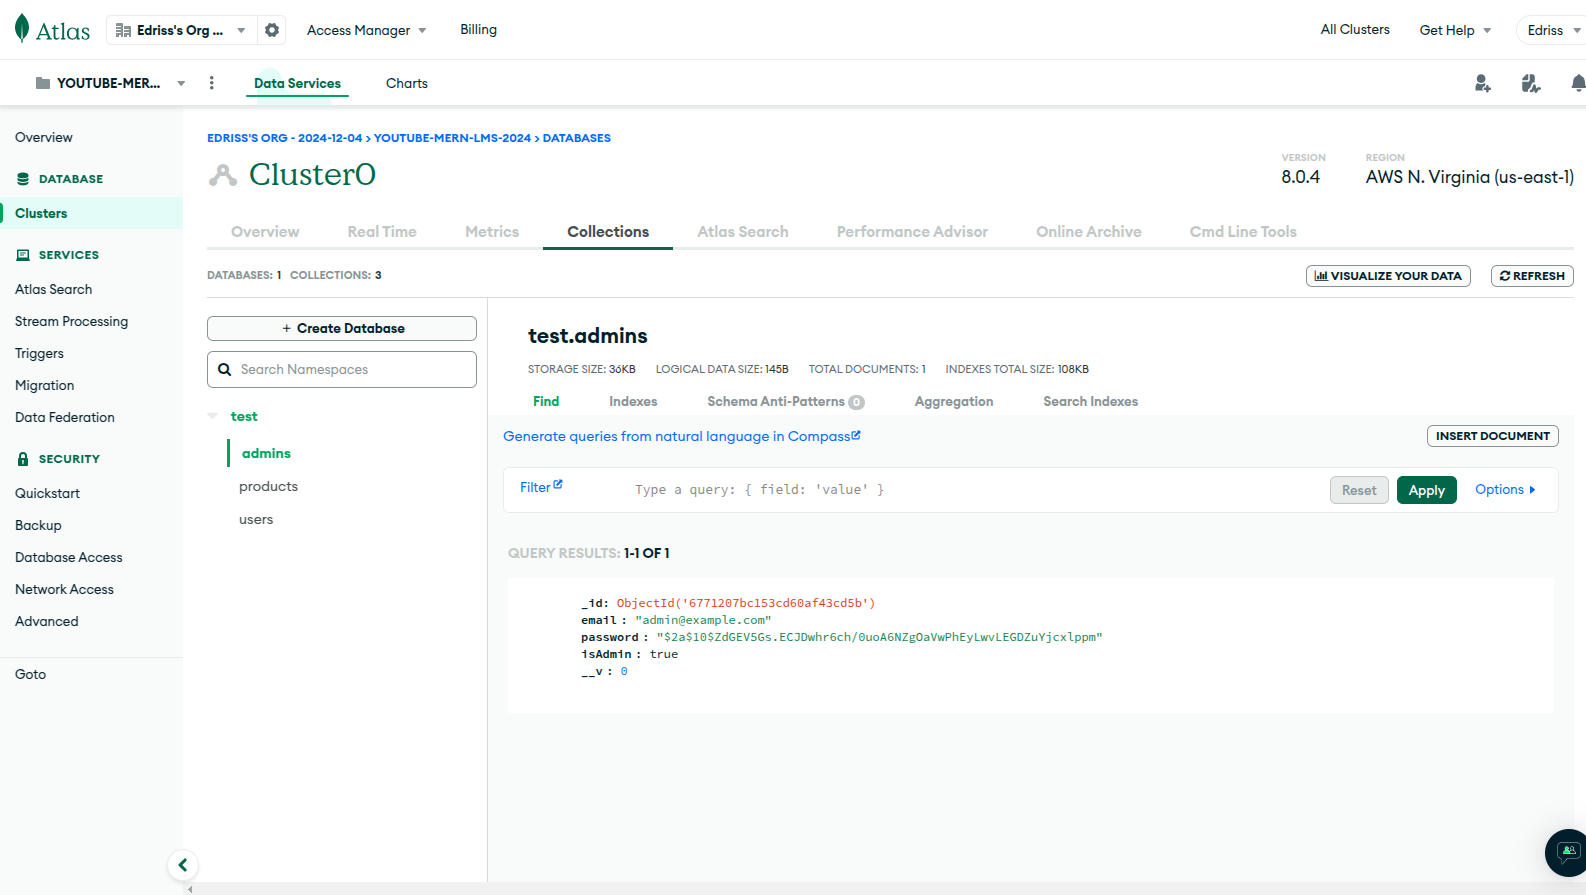 Atlas
Edriss's Org ...
Access Manager
Billing
All Clusters
Get Help
Edriss
YOUTUBE-MER...
Data Services
Charts
Overview
DATABASE
Clusters
SERVICES
Atlas Search
Stream Processing
Triggers
Migration
Data Federation
SECURITY
Quickstart
Backup
Database Access
Network Access
Advanced
Goto
EDRISS'S ORG - 2024-12-04 > YOUTUBE-MERN-LMS-2024 > DATABASES
Cluster0
VERSION
8.0.4
REGION
AWS N. Virginia (us-east-1)
Overview
Real Time
Metrics
Collections
Atlas Search
Performance Advisor
Online Archive
Cmd Line Tools
DATABASES: 1 COLLECTIONS: 3
VISUALIZE YOUR DATA
REFRESH
+ Create Database
Search Namespaces
test
admins
products
users
test.admins
STORAGE SIZE: 36KB LOGICAL DATA SIZE: 145B TOTAL DOCUMENTS: 1 INDEXES TOTAL SIZE: 108KB
Find
Indexes
Schema Anti-Patterns 0
Aggregation
Search Indexes
Generate queries from natural language in Compass
INSERT DOCUMENT
Filter
Type a query: { field: 'value' }
Reset
Apply
Options
QUERY RESULTS: 1-1 OF 1
_id: ObjectId('6771207bc153cd60af43cd5b')
email : "admin@example.com"
password : "$2a$10$ZdGEV5Gs.ECJDwhr6ch/0uoA6NZgOaVwPhEyLwvLEGDZuYjcxlppm"
isAdmin : true
__v : 0